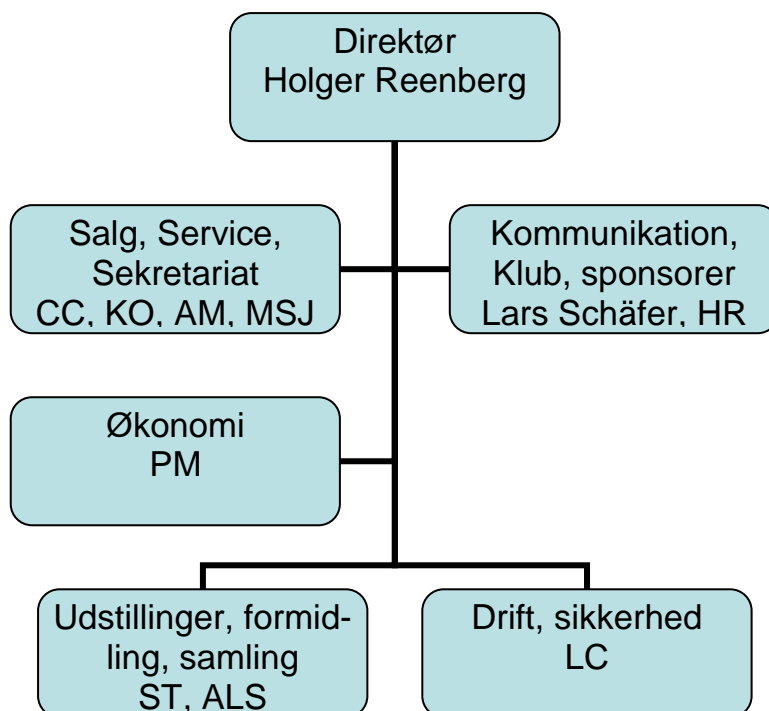 Direktør
Holger Reenberg
Salg, Service,
Sekretariat
CC, KO, AM, MSJ
Kommunikation,
Klub, sponsorer
Lars Schäfer, HR
Økonomi
PM
Udstillinger, formid-
ling, samling
ST, ALS
Drift, sikkerhed
LC